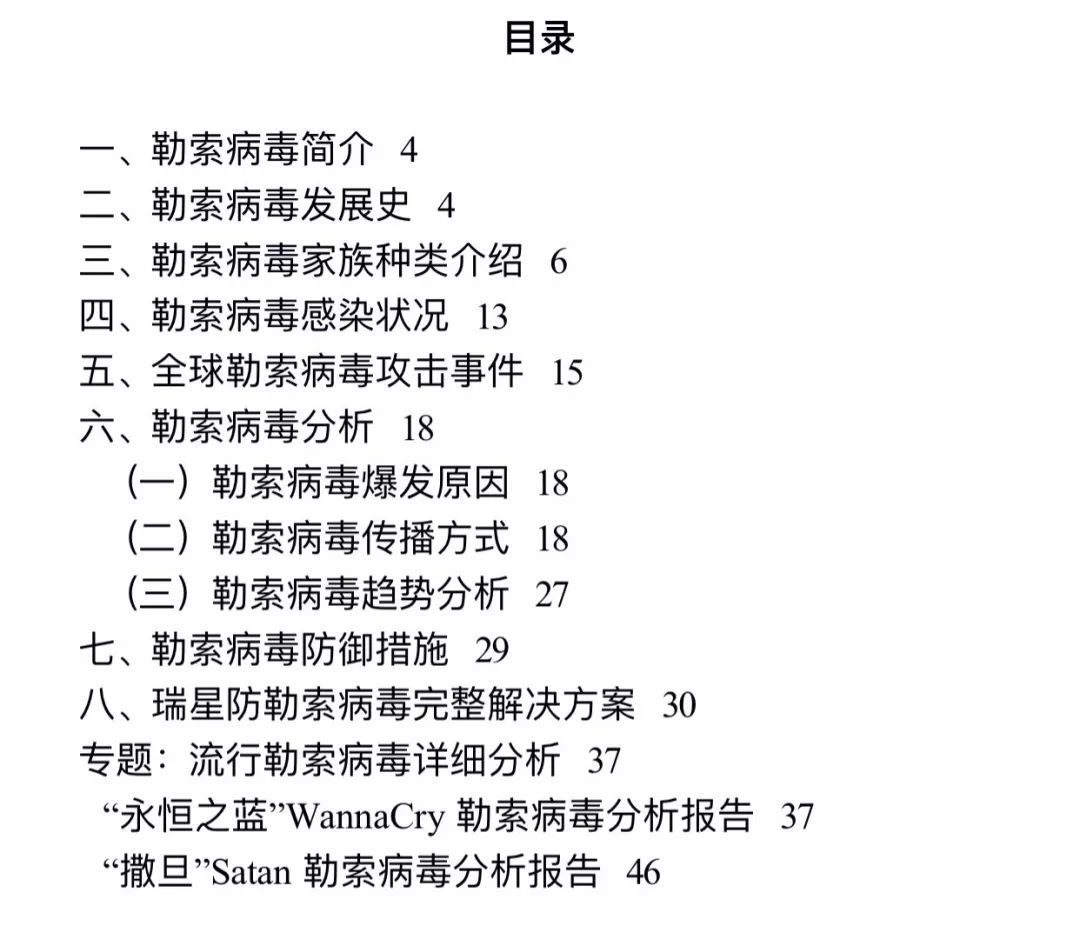 目录
一、勒索病毒简介 4
二、勒索病毒发展史 4
三、勒索病毒家族种类介绍 6
四、勒索病毒感染状况 13
五、全球勒索病毒攻击事件 15
六、勒索病毒分析 18
（一）勒索病毒爆发原因 18
（二）勒索病毒传播方式 18
（三）勒索病毒趋势分析 27
七、勒索病毒防御措施 29
八、瑞星防勒索病毒完整解决方案 30
专题：流行勒索病毒详细分析 37
“永恒之蓝”WannaCry 勒索病毒分析报告 37
“撒旦”Satan 勒索病毒分析报告 46